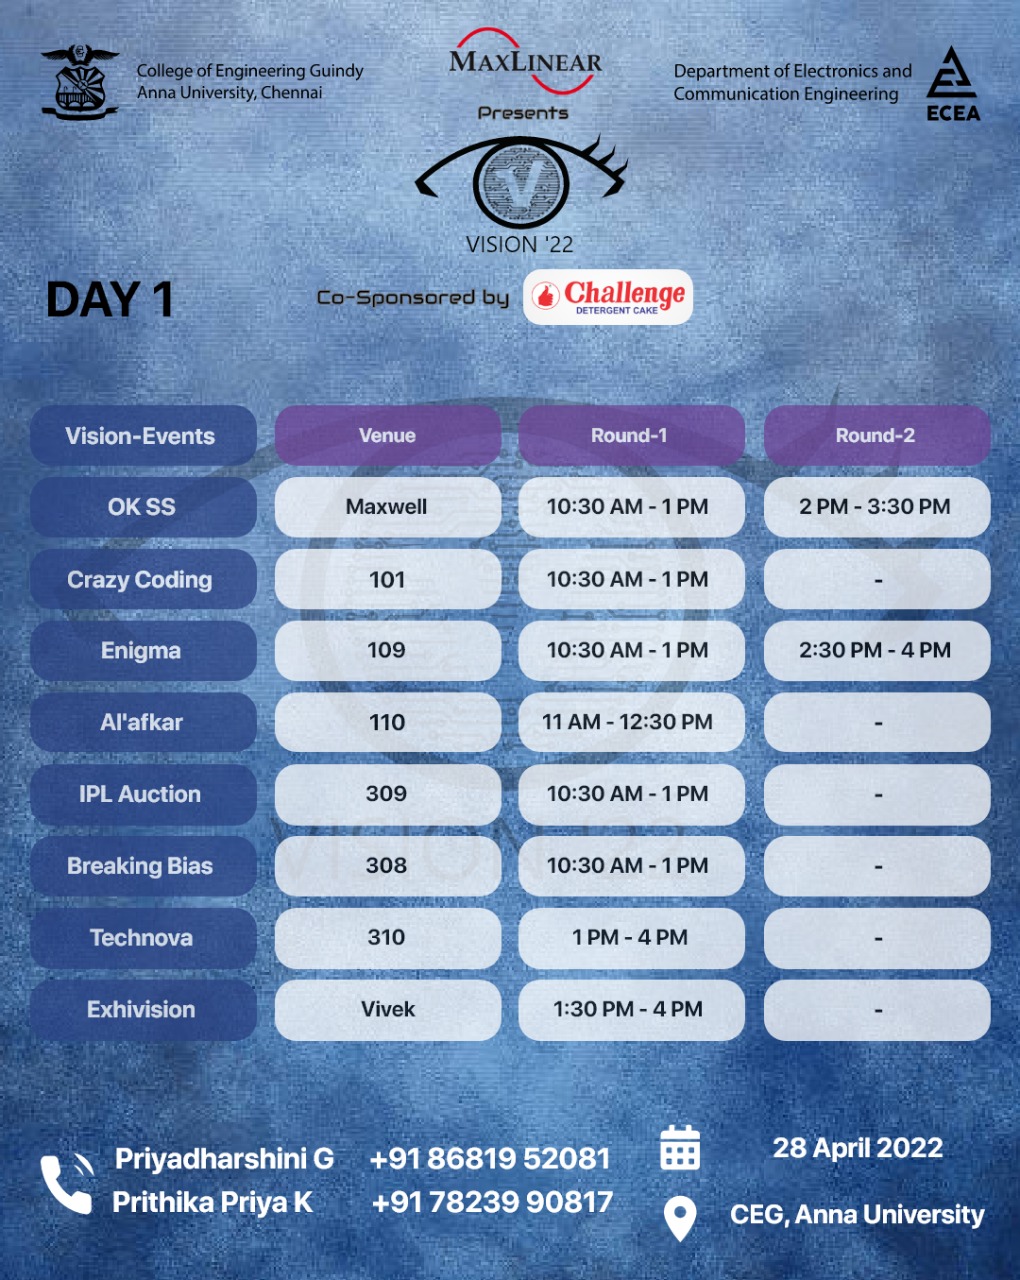 College of Engineering Guindy
Anna University, Chennai
MAXLINEAR
Presents
Department of Electronics and
Communication Engineering
ECEA
V
VISION '22
DAY 1
Co-Sponsored by
Challenge
DETERGENT CAKE
Vision-Events Venue Round-1 Round-2
OK SS Maxwell 10:30 AM - 1 PM 2 PM - 3:30 PM
Crazy Coding 101 10:30 AM - 1 PM -
Enigma 109 10:30 AM - 1 PM 2:30 PM - 4 PM
Al'afkar 110 11 AM - 12:30 PM -
IPL Auction 309 10:30 AM - 1 PM -
VISION '22
Breaking Bias 308 10:30 AM - 1 PM -
Technova 310 1 PM - 4 PM -
Exhivision Vivek 1:30 PM - 4 PM -
Priyadharshini G +91 86819 52081
Prithika Priya K +91 78239 90817
28 April 2022
CEG, Anna University